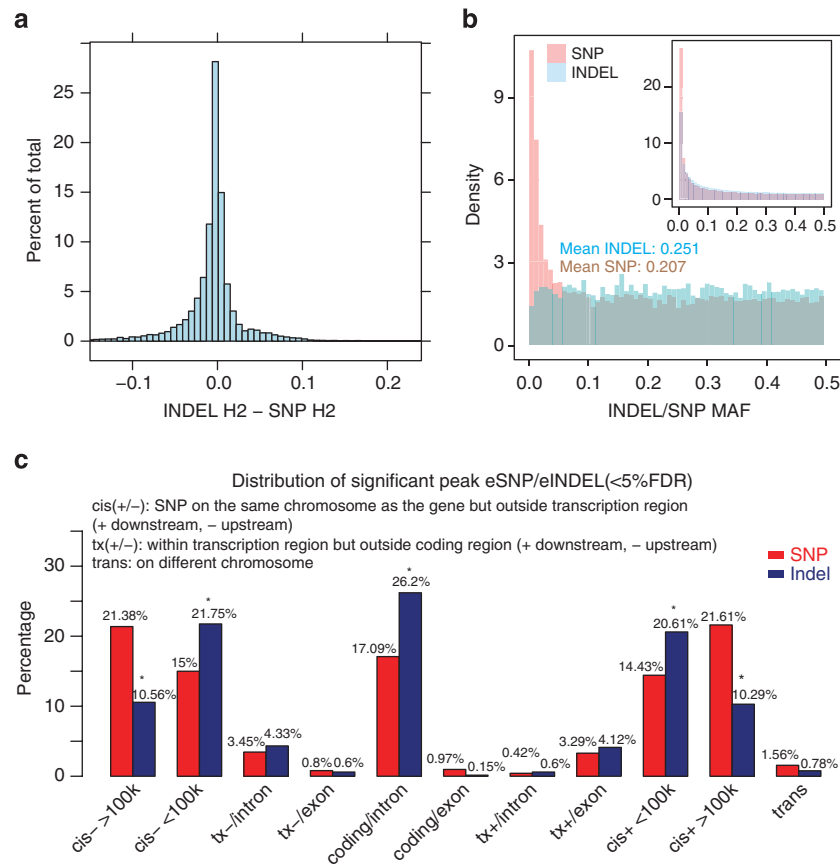 a
Percent of total
25
20
15
10
5
0
−0.1
0.0
0.1
0.2
INDEL H2 − SNP H2
b
SNP
INDEL
Density
9
6
3
0
20
10
0
0.0 0.1 0.2 0.3 0.4 0.5
Mean INDEL: 0.251
Mean SNP: 0.207
0.0 0.1 0.2 0.3 0.4 0.5
INDEL/SNP MAF
c
Distribution of significant peak eSNP/eINDEL(<5%FDR)
cis(+/−): SNP on the same chromosome as the gene but outside transcription region
(+ downstream, − upstream)
tx(+/−): within transcription region but outside coding region (+ downstream, − upstream)
trans: on different chromosome
SNP
Indel
Percentage
30
20
10
0
21.38%
*
10.56%
15%
*
21.75%
3.45%
4.33%
0.8%
0.6%
17.09%
*
26.2%
0.97%
0.15%
0.42%
0.6%
3.29%
4.12%
14.43%
*
20.61%
21.61%
*
10.29%
1.56%
0.78%
cis− >100k
cis− <100k
tx−/intron
tx−/exon
coding/intron
coding/exon
tx+/intron
tx+/exon
cis+ <100k
cis+ >100k
trans